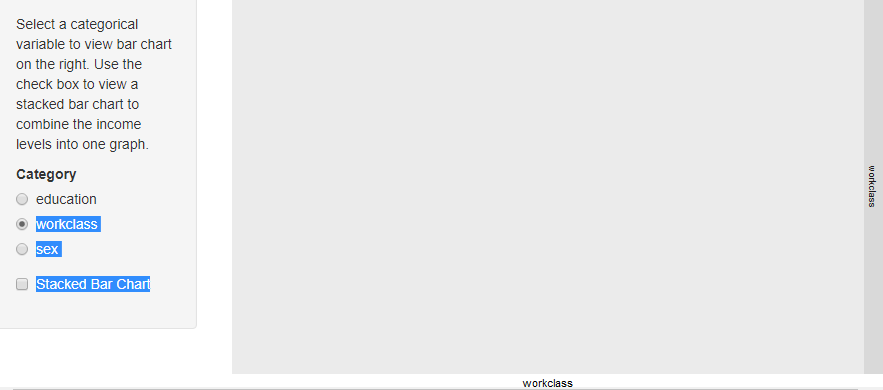 Select a categorical
variable to view bar chart
on the right. Use the
check box to view a
stacked bar chart to
combine the income
levels into one graph.
Category
education
workclass
sex
Stacked Bar Chart
workclass
workclass